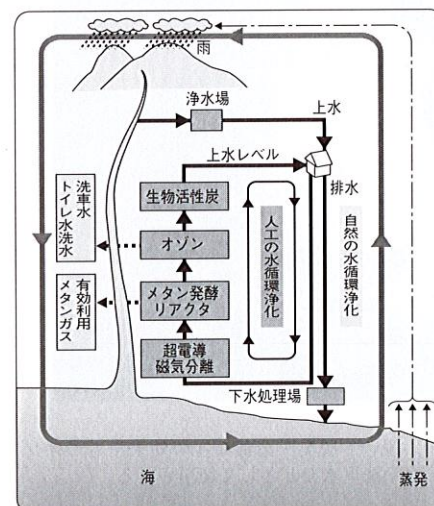 雨
浄水場
上水
上水レベル
生物活性炭
排水
洗車水
トイレ水洗水
オゾン
人工の水循環浄化
自然の水循環浄化
有効利用
メタンガス
メタン発酵
リアクタ
超電導
磁気分離
下水処理場
海
蒸発